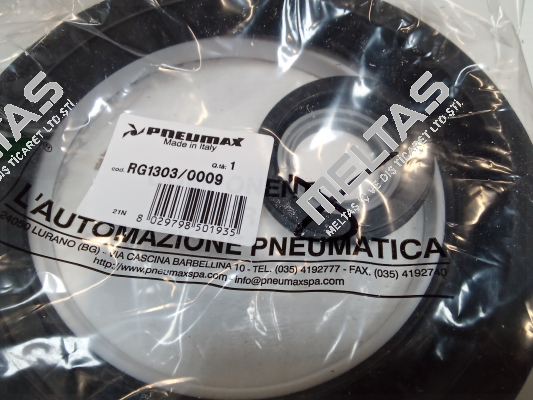 PNEUMAX
Made in Italy
Q.tà: 1
cod. RG1303/0009
21N
8 029798 501935
L'AUTOMAZIONE PNEUMATICA
24050 LURANO (BG) - VIA CASCINA BARBELLINA 10 - TEL. (035) 4192777 - FAX. (035) 4192740
http://www.pneumaxspa.com - info@pneumaxspa.com
MELTAS
MELTAS